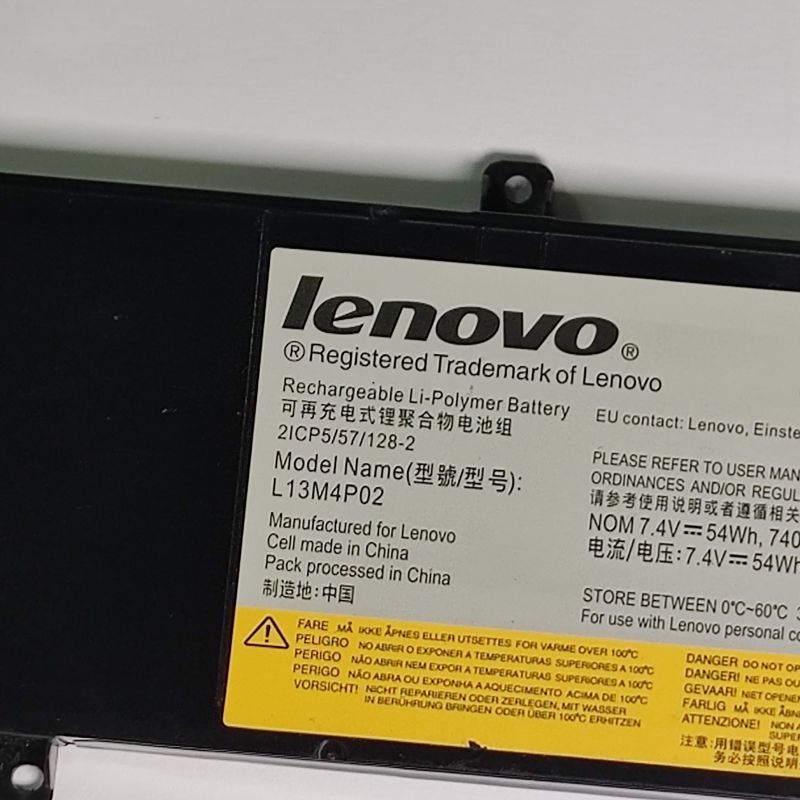 lenovo®
®Registered Trademark of Lenovo
Rechargeable Li-Polymer Battery
可再充电式锂聚合物电池组
2ICP5/57/128-2
Model Name(型號/型号):
L13M4P02
Manufactured for Lenovo
Cell made in China
Pack processed in China
制造地:中国
EU contact: Lenovo, Einste
PLEASE REFER TO USER MAN
ORDINANCES AND/OR REGUL
请参考使用说明或者遵循相关
NOM 7.4V⎓54Wh, 740
电流/电压:7.4V⎓54Wh
STORE BETWEEN 0°C~60°C 3
For use with Lenovo personal co
FARE MÅ IKKE ÅPNES ELLER UTSETTES FOR VARME OVER 100°C
PELIGRO NO ABRIR O EXPONER A TEMPERATURAS SUPERIORES A 100°C
PERIGO NÃO ABRIR NEM EXPOR A TEMPERATURAS SUPERIORES A 100°C
PERIGO NÃO ABRA OU EXPONHA A AQUECIMENTO ACIMA DE 100°C
VORSICHT! NICHT REPARIEREN ODER ZERLEGEN, MIT WASSER
IN BERÜHRUNG BRINGEN ODER ÜBER 100°C ERHITZEN
DANGER DO NOT OP
DANGER! NE PAS OU
GEVAAR! NIET OPENE
FARLIG MÅ IKKE ÅBN
ATTENZIONE! NON A
SUPER
注意:用错误型号电
务必按照说明